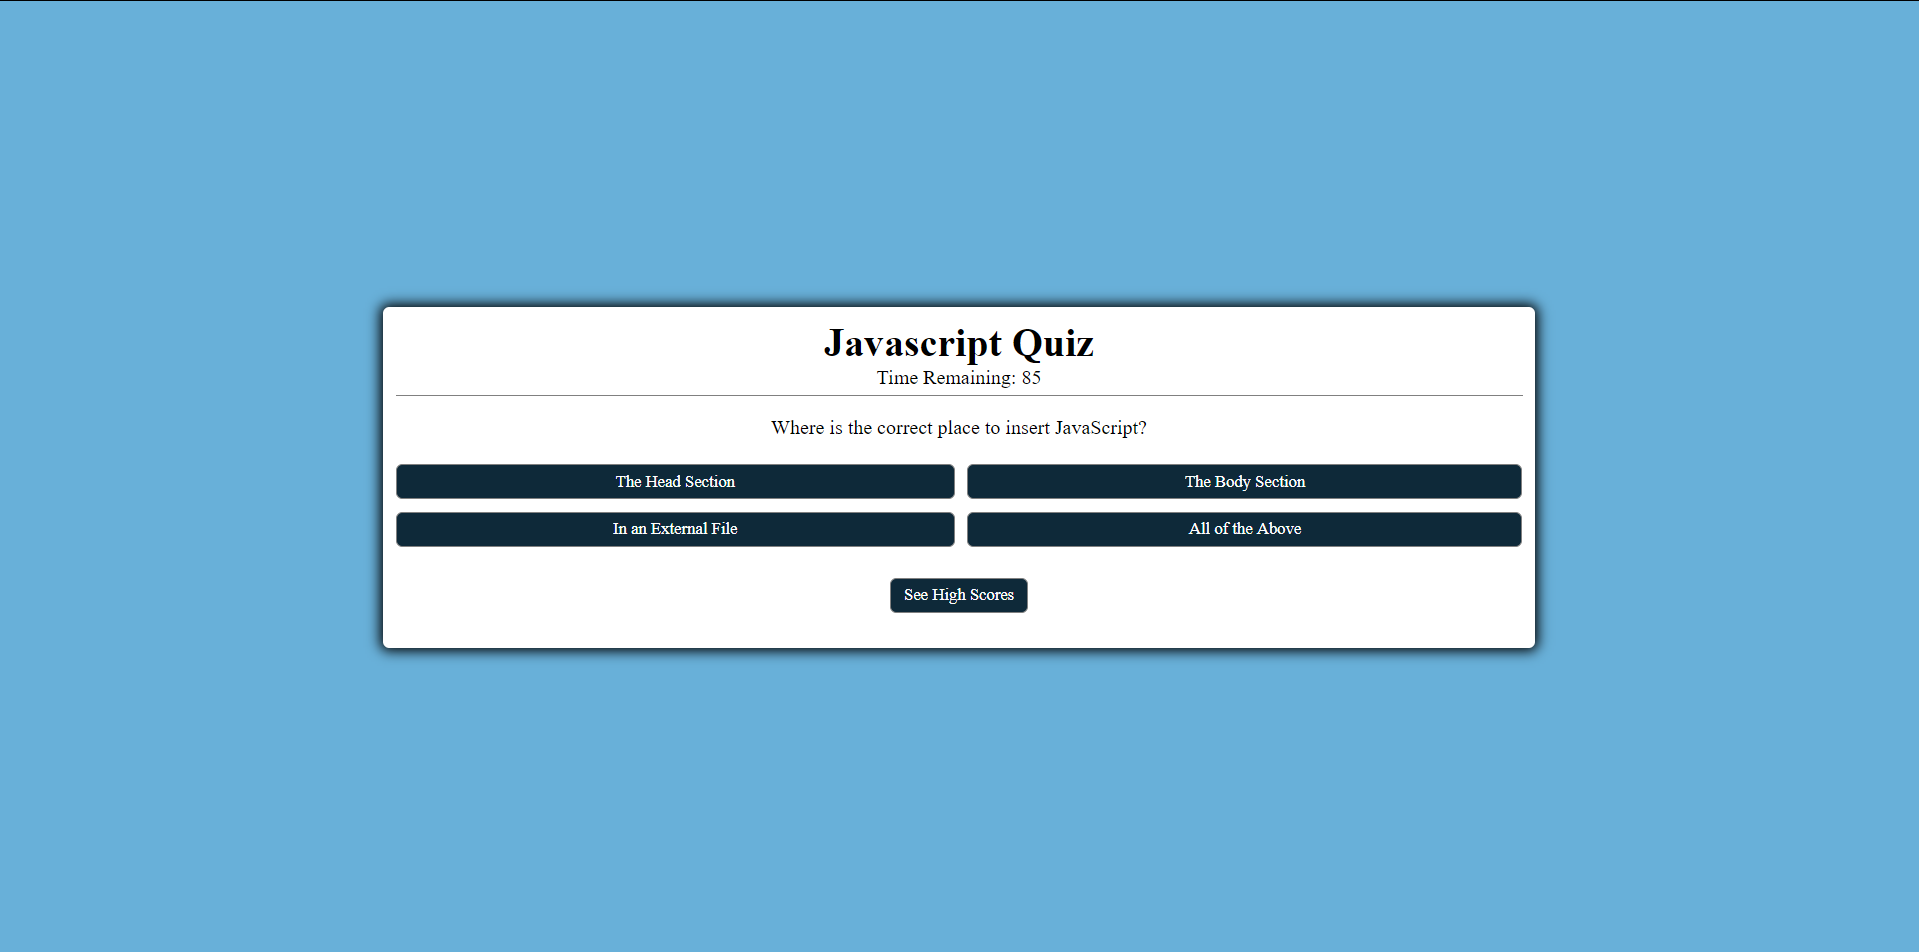 Javascript Quiz
Time Remaining: 85
Where is the correct place to insert JavaScript?
The Head Section
The Body Section
In an External File
All of the Above
See High Scores